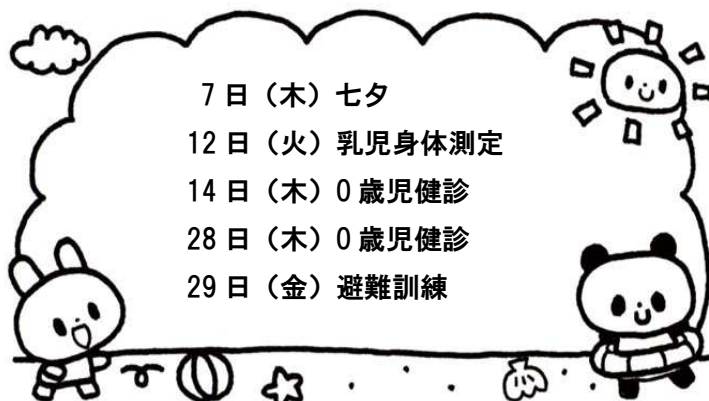 7日（木）七夕
12日（火）乳児身体測定
14日（木）0歳児健診
28日（木）0歳児健診
29日（金）避難訓練